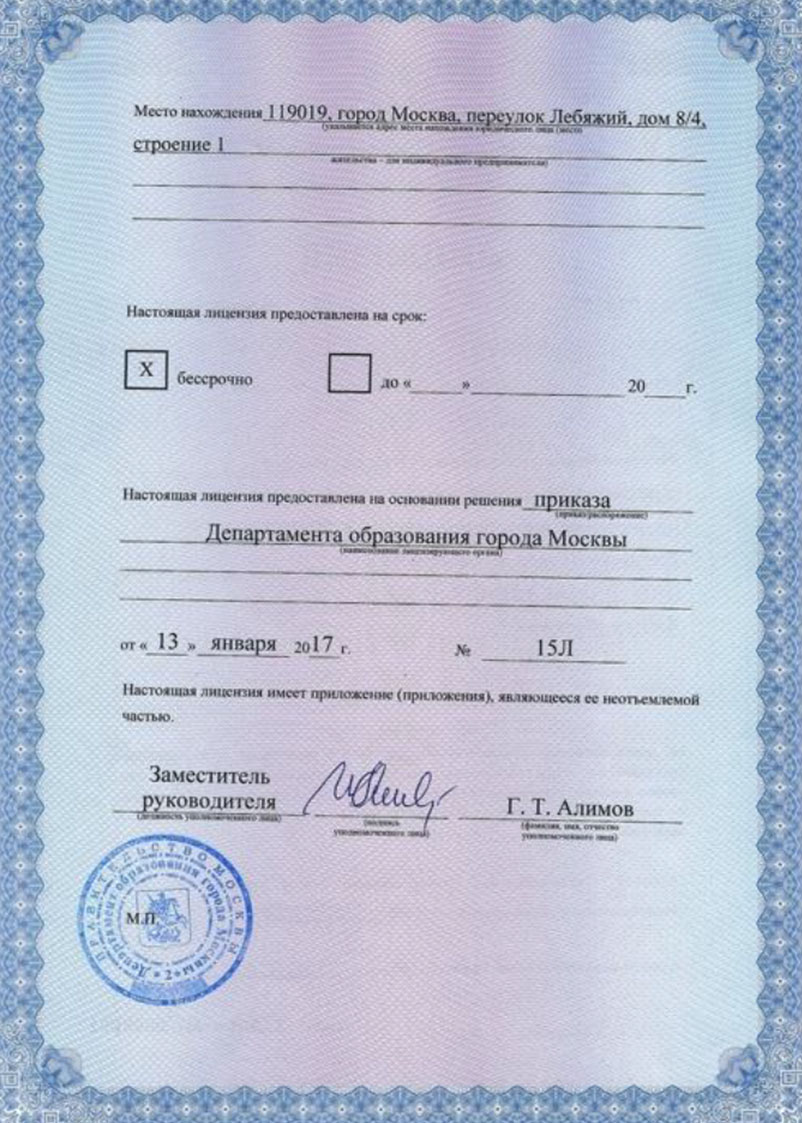 Место нахождения 119019, город Москва, переулок Лебяжий, дом 8/4,
(указывается адрес места нахождения юридического лица (место
строение 1
жительства – для индивидуального предпринимателя)
Настоящая лицензия предоставлена на срок:
X бессрочно до «_____»____________________ 20____г.
Настоящая лицензия предоставлена на основании решения приказа
(приказ/распоряжение)
Департамента образования города Москвы
(наименование лицензирующего органа)
от « 13 » января 2017 г. № 15Л
Настоящая лицензия имеет приложение (приложения), являющееся ее неотъемлемой
частью.
Заместитель
руководителя Г. Т. Алимов
(должность уполномоченного лица) (подпись (фамилия, имя, отчество
уполномоченного лица) уполномоченного лица)
ПРАВИТЕЛЬСТВО МОСКВЫ
Департамент образования города Москвы
* 2 *
М.П.